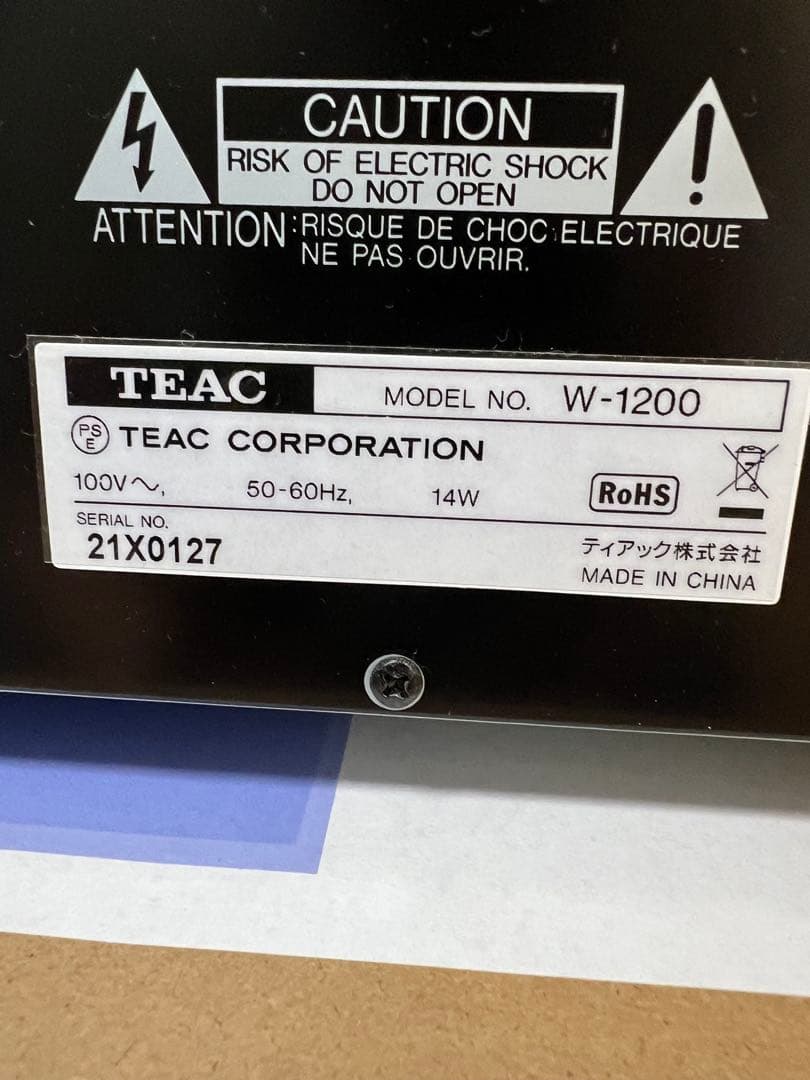 CAUTION
RISK OF ELECTRIC SHOCK
DO NOT OPEN
ATTENTION:RISQUE DE CHOC ELECTRIQUE
NE PAS OUVRIR.
TEAC MODEL NO. W-1200
PS
E
TEAC CORPORATION
100V～, 50-60Hz, 14W RoHS
SERIAL NO.
21X0127
ティアック株式会社
MADE IN CHINA